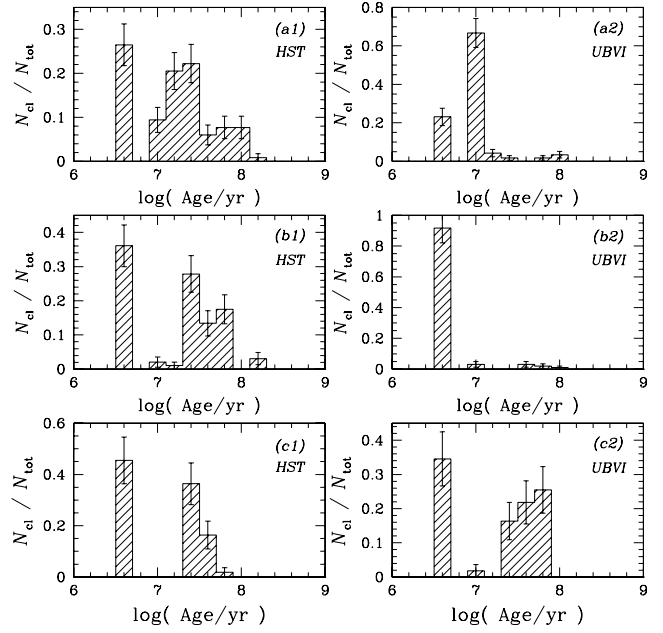 (a1)
HST
N_cl / N_tot
0.3
0.2
0.1
0
6 7 8 9
log( Age/yr )
(a2)
UBVI
N_cl / N_tot
0.8
0.6
0.4
0.2
0
6 7 8 9
log( Age/yr )
(b1)
HST
N_cl / N_tot
0.4
0.3
0.2
0.1
0
6 7 8 9
log( Age/yr )
(b2)
UBVI
N_cl / N_tot
1
0.8
0.6
0.4
0.2
0
6 7 8 9
log( Age/yr )
(c1)
HST
N_cl / N_tot
0.6
0.4
0.2
0
6 7 8 9
log( Age/yr )
(c2)
UBVI
N_cl / N_tot
0.4
0.3
0.2
0.1
0
6 7 8 9
log( Age/yr )